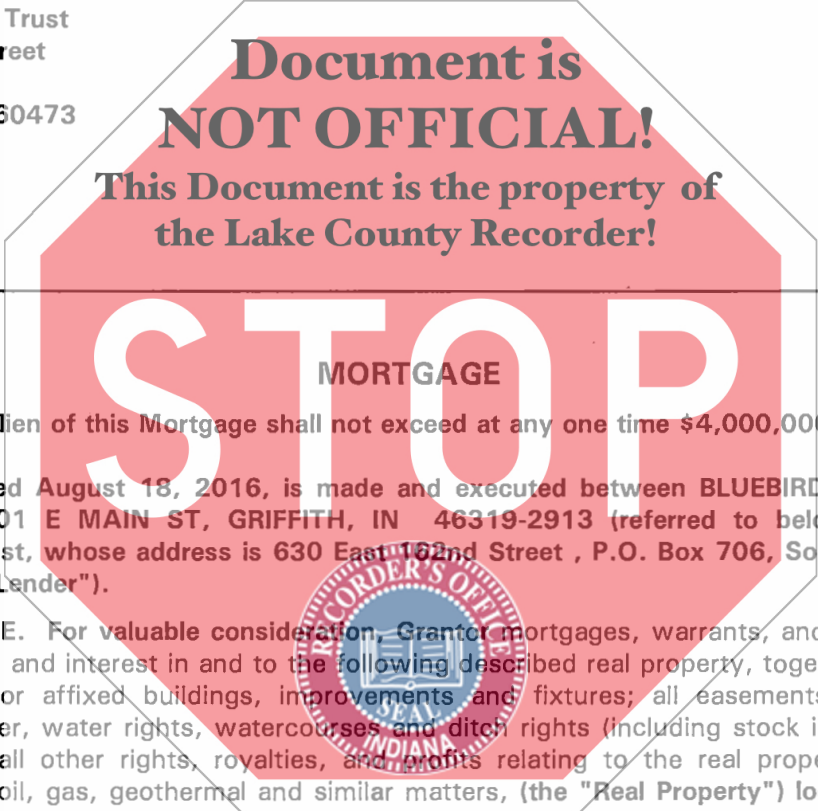 Trust
reet
60473
Document is
NOT OFFICIAL!
This Document is the property of
the Lake County Recorder!
STOP
MORTGAGE
lien of this Mortgage shall not exceed at any one time $4,000,000
ed August 18, 2016, is made and executed between BLUEBIRD
01 E MAIN ST, GRIFFITH, IN 46319-2913 (referred to belo
st, whose address is 630 East 162nd Street , P.O. Box 706, So
Lender").
E. For valuable consideration, Grantor mortgages, warrants, and
and interest in and to the following described real property, toge
or affixed buildings, improvements and fixtures; all easements
er, water rights, watercourses and ditch rights (including stock i
all other rights, royalties, and profits relating to the real prope
oil, gas, geothermal and similar matters, (the "Real Property") lo
RECORDER'S OFFICE
SEAL
INDIANA